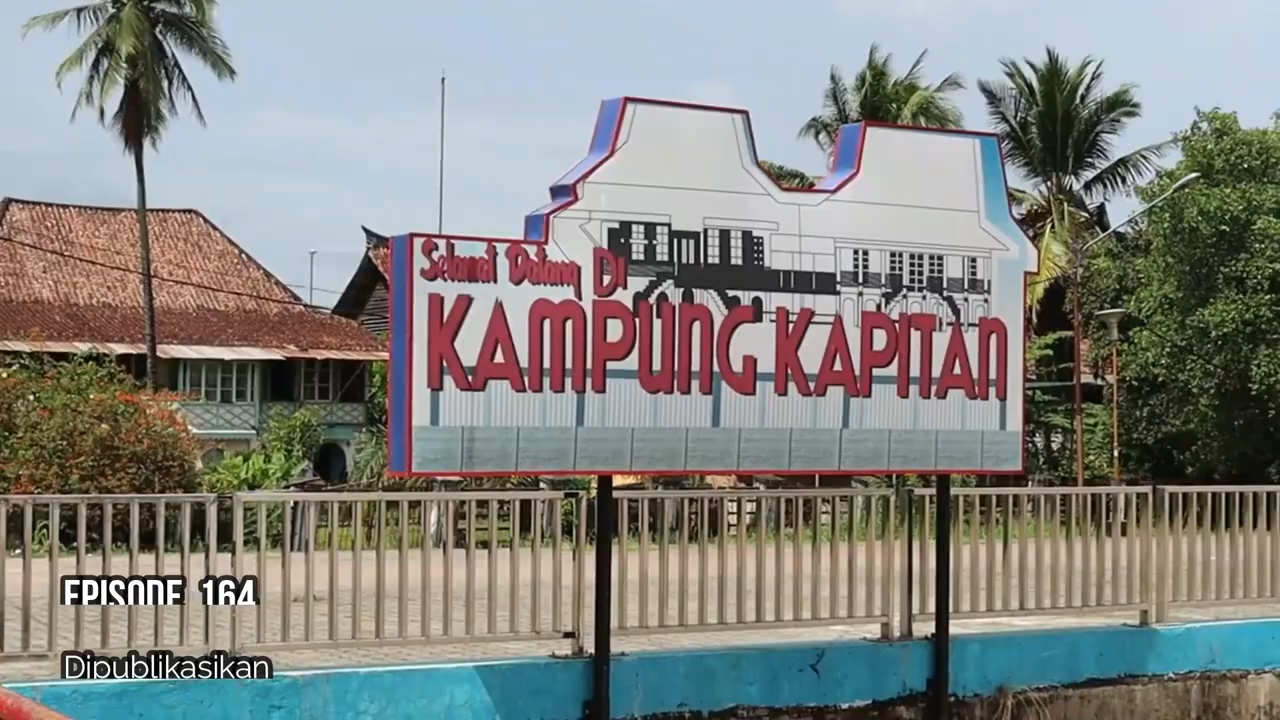 Selamat Datang Di
KAMPUNG KAPITAN
EPISODE 164
Dipublikasikan